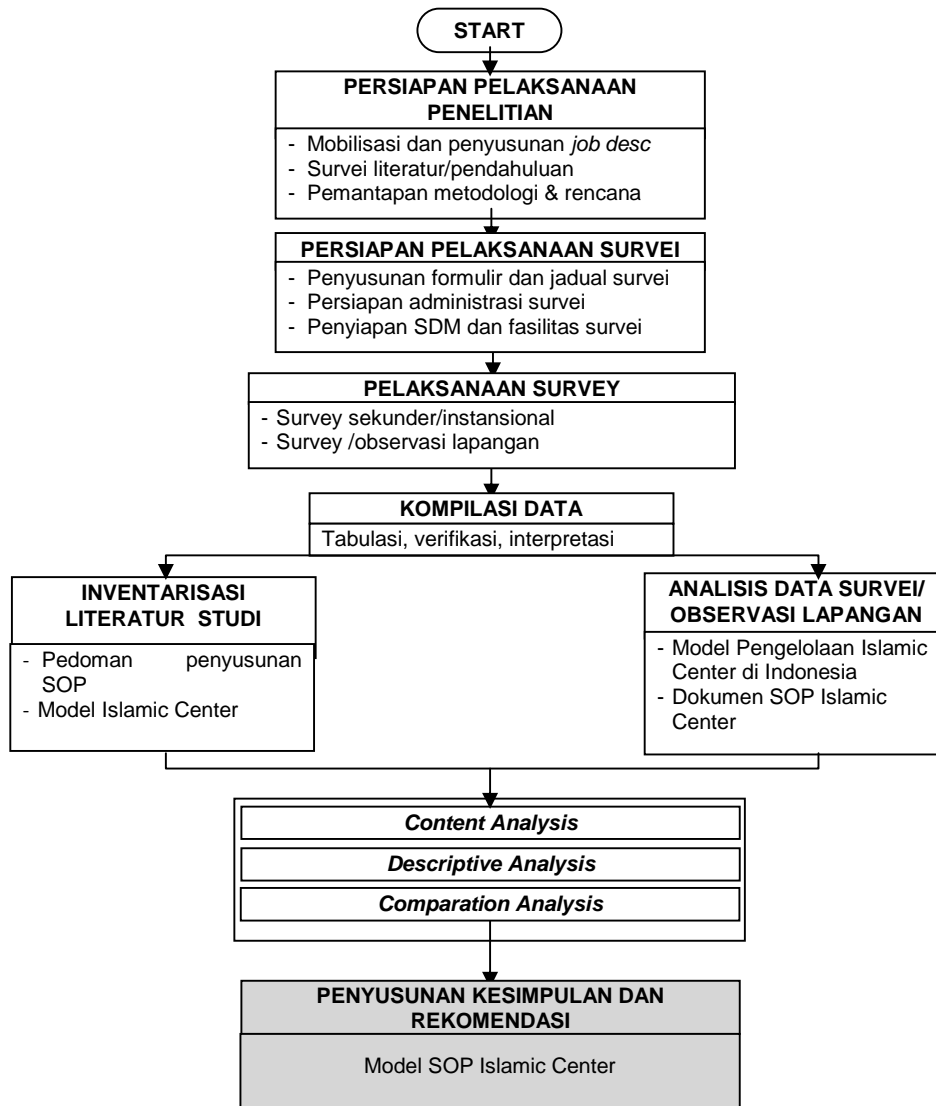 START
PERSIAPAN PELAKSANAAN
PENELITIAN
- Mobilisasi dan penyusunan job desc
- Survei literatur/pendahuluan
- Pemantapan metodologi & rencana
PERSIAPAN PELAKSANAAN SURVEI
- Penyusunan formulir dan jadual survei
- Persiapan administrasi survei
- Penyiapan SDM dan fasilitas survei
PELAKSANAAN SURVEY
- Survey sekunder/instansional
- Survey /observasi lapangan
KOMPILASI DATA
Tabulasi, verifikasi, interpretasi
INVENTARISASI
LITERATUR STUDI
- Pedoman penyusunan
SOP
- Model Islamic Center
ANALISIS DATA SURVEI/
OBSERVASI LAPANGAN
- Model Pengelolaan Islamic
Center di Indonesia
- Dokumen SOP Islamic
Center
Content Analysis
Descriptive Analysis
Comparation Analysis
PENYUSUNAN KESIMPULAN DAN
REKOMENDASI
Model SOP Islamic Center